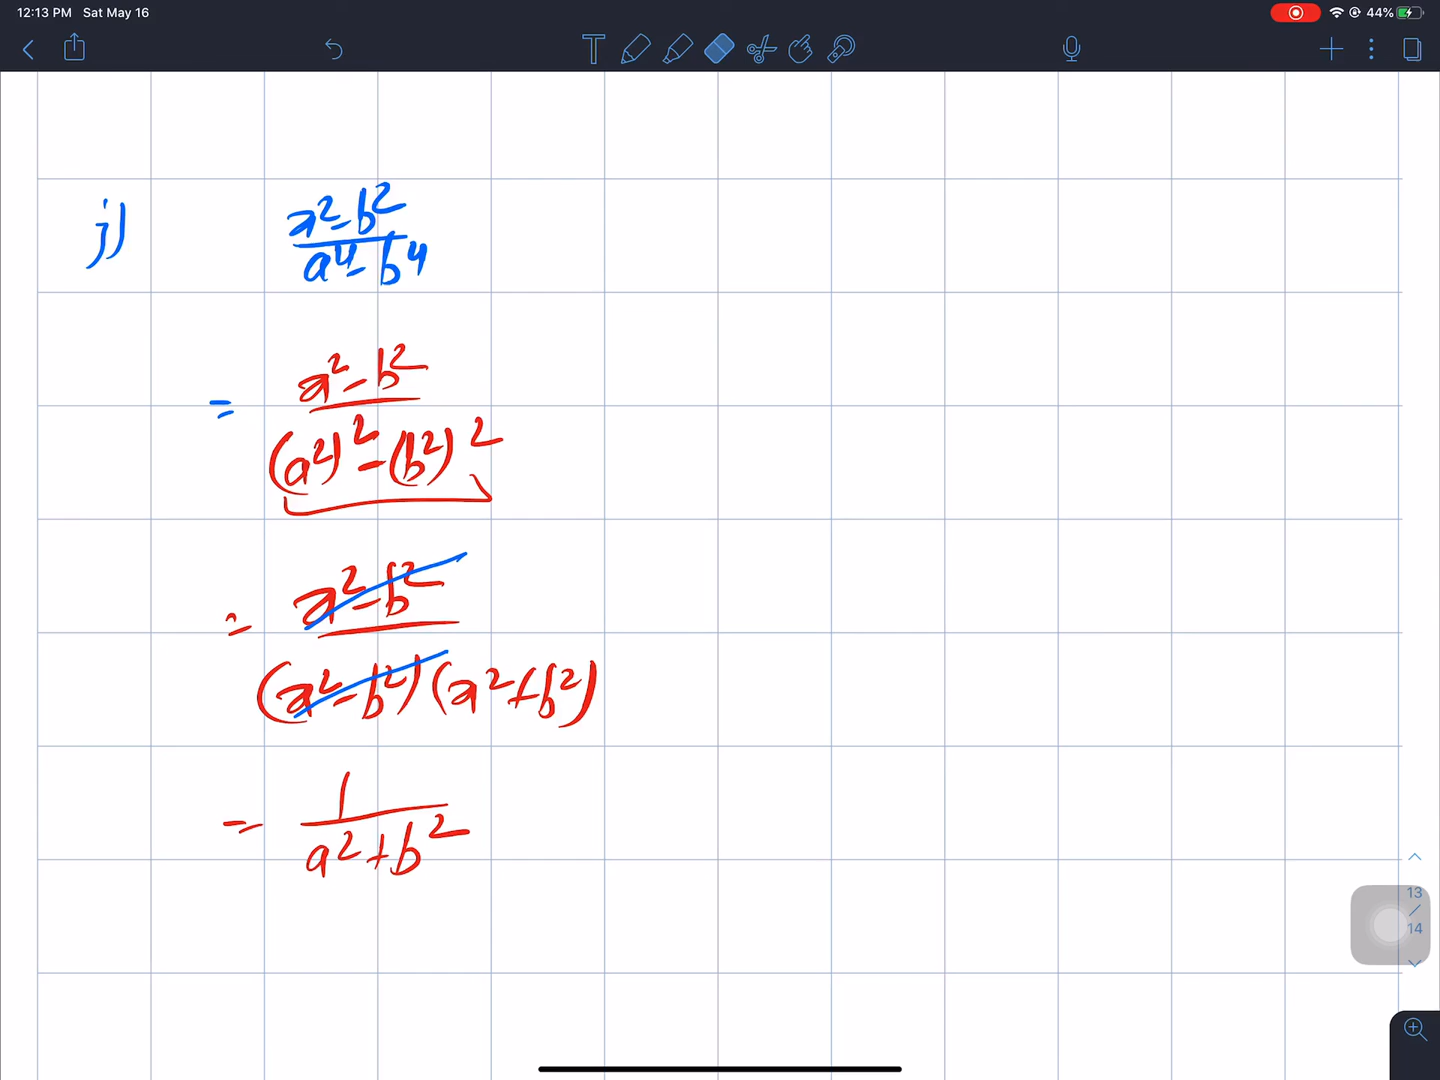 12:13 PM Sat May 16
44%
T
j) a² - b² / a⁴ - b⁴
= a² - b² / (a²)² - (b²)²
= a² - b² / (a² - b²)(a² + b²)
= 1 / a² + b²
13
/
14